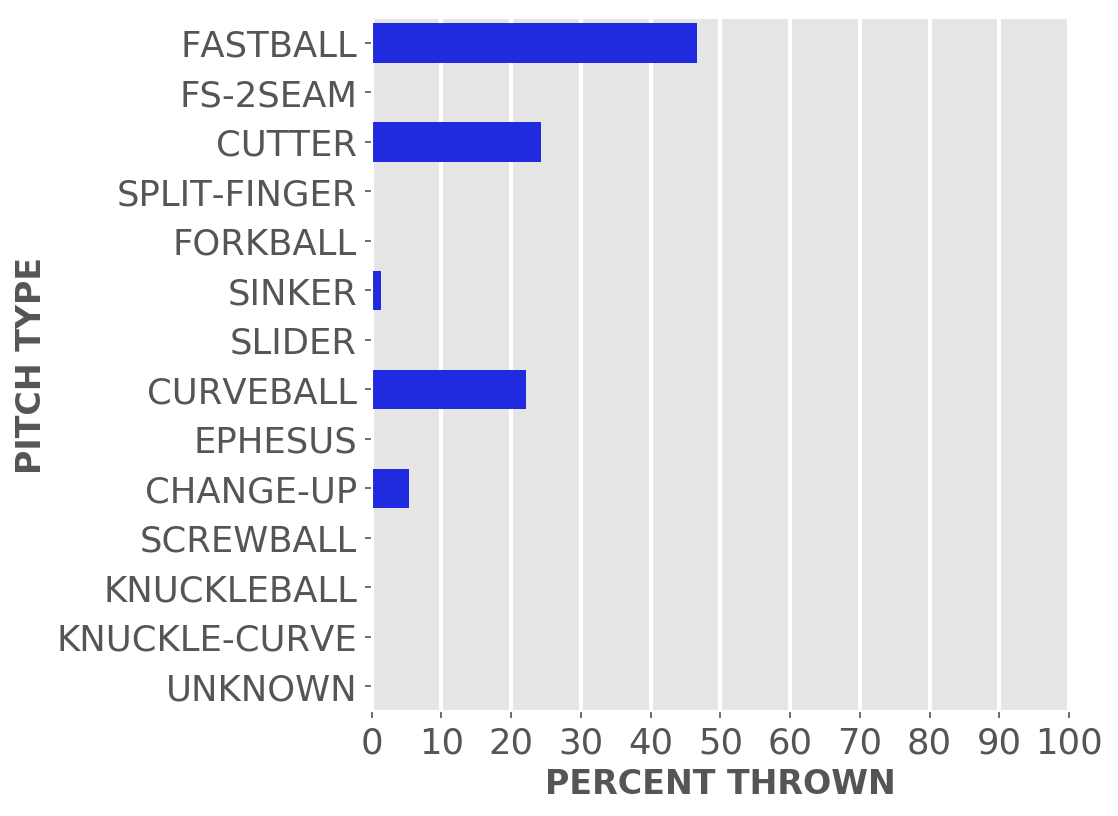 FASTBALL
FS-2SEAM
CUTTER
SPLIT-FINGER
FORKBALL
SINKER
SLIDER
CURVEBALL
EPHESUS
CHANGE-UP
SCREWBALL
KNUCKLEBALL
KNUCKLE-CURVE
UNKNOWN
PITCH TYPE
0 10 20 30 40 50 60 70 80 90 100
PERCENT THROWN